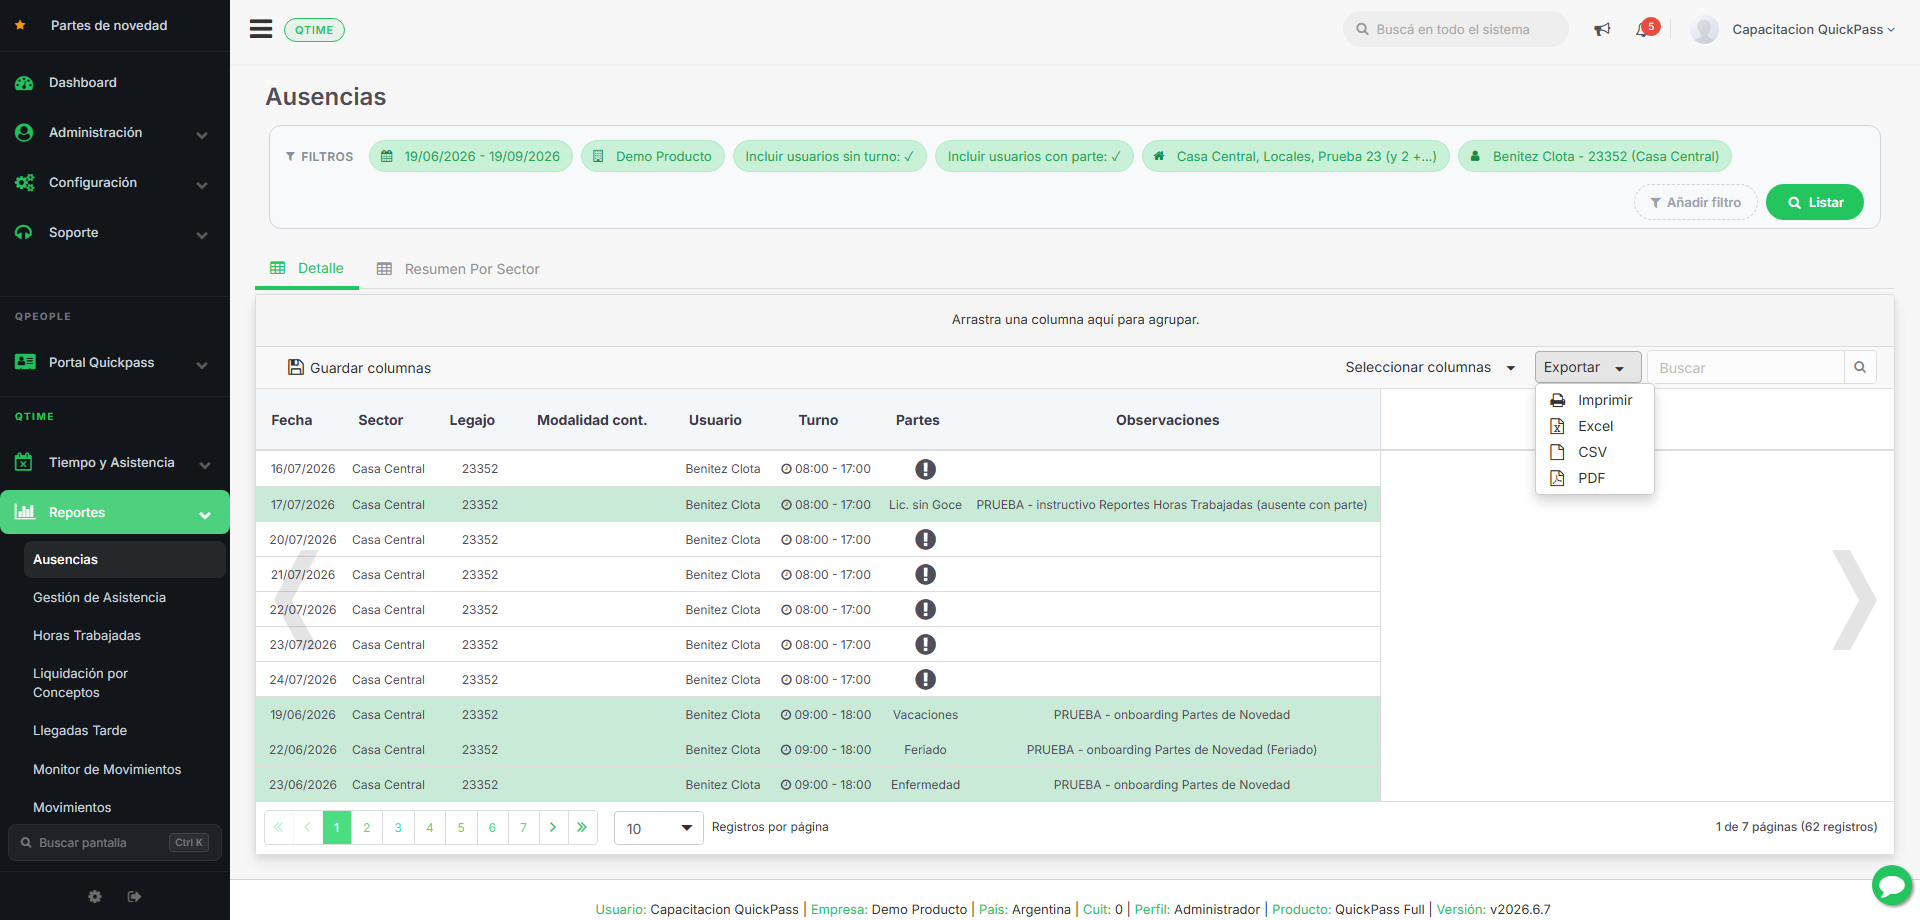 Partes de novedad
Dashboard
Administración
Configuración
Soporte
QPEOPLE
Portal Quickpass
QTIME
Tiempo y Asistencia
Reportes
Ausencias
Gestión de Asistencia
Horas Trabajadas
Liquidación por
Conceptos
Llegadas Tarde
Monitor de Movimientos
Movimientos
Buscar pantalla Ctrl K
QTIME
Buscá en todo el sistema
5
Capacitacion QuickPass
Ausencias
FILTROS 19/06/2026 - 19/09/2026 Demo Producto Incluir usuarios sin turno: ✓ Incluir usuarios con parte: ✓ Casa Central, Locales, Prueba 23 (y 2 +...) Benitez Clota - 23352 (Casa Central)
Añadir filtro Listar
Detalle Resumen Por Sector
Arrastra una columna aquí para agrupar.
Guardar columnas Seleccionar columnas Exportar Buscar
Imprimir
Excel
CSV
PDF
Fecha Sector Legajo Modalidad cont. Usuario Turno Partes Observaciones
16/07/2026 Casa Central 23352 Benitez Clota 08:00 - 17:00
17/07/2026 Casa Central 23352 Benitez Clota 08:00 - 17:00 Lic. sin Goce PRUEBA - instructivo Reportes Horas Trabajadas (ausente con parte)
20/07/2026 Casa Central 23352 Benitez Clota 08:00 - 17:00
21/07/2026 Casa Central 23352 Benitez Clota 08:00 - 17:00
22/07/2026 Casa Central 23352 Benitez Clota 08:00 - 17:00
23/07/2026 Casa Central 23352 Benitez Clota 08:00 - 17:00
24/07/2026 Casa Central 23352 Benitez Clota 08:00 - 17:00
19/06/2026 Casa Central 23352 Benitez Clota 09:00 - 18:00 Vacaciones PRUEBA - onboarding Partes de Novedad
22/06/2026 Casa Central 23352 Benitez Clota 09:00 - 18:00 Feriado PRUEBA - onboarding Partes de Novedad (Feriado)
23/06/2026 Casa Central 23352 Benitez Clota 09:00 - 18:00 Enfermedad PRUEBA - onboarding Partes de Novedad
« ‹ 1 2 3 4 5 6 7 › » 10 Registros por página 1 de 7 páginas (62 registros)
Usuario: Capacitacion QuickPass | Empresa: Demo Producto | País: Argentina | Cuit: 0 | Perfil: Administrador | Producto: QuickPass Full | Versión: v2026.6.7